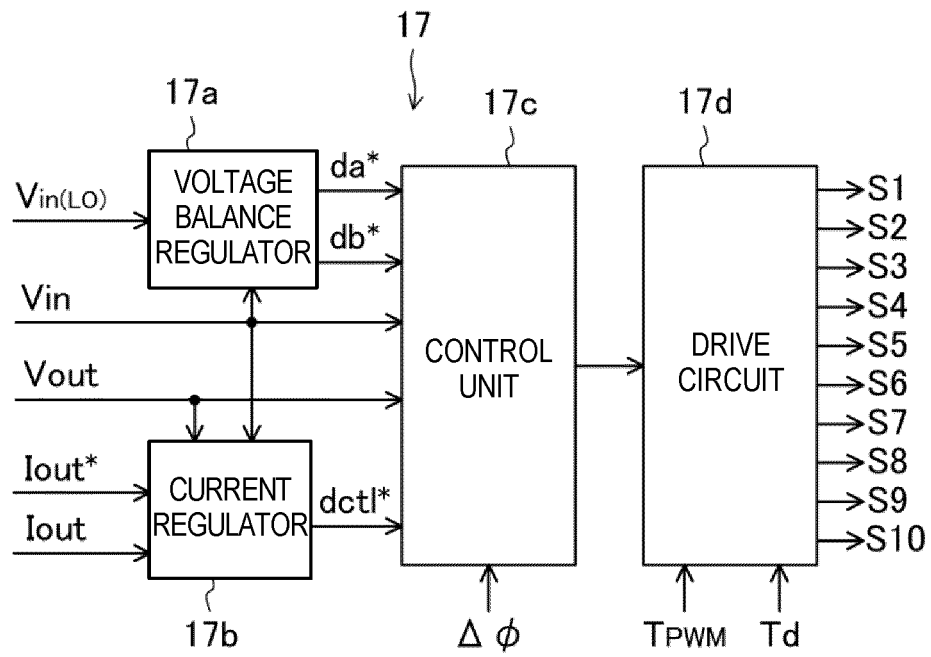 17
17a
17c
17d
Vin(LO)
VOLTAGE
BALANCE
REGULATOR
da*
db*
Vin
Vout
Iout*
Iout
CURRENT
REGULATOR
dctl*
17b
CONTROL
UNIT
Δφ
DRIVE
CIRCUIT
TPWM
Td
S1
S2
S3
S4
S5
S6
S7
S8
S9
S10